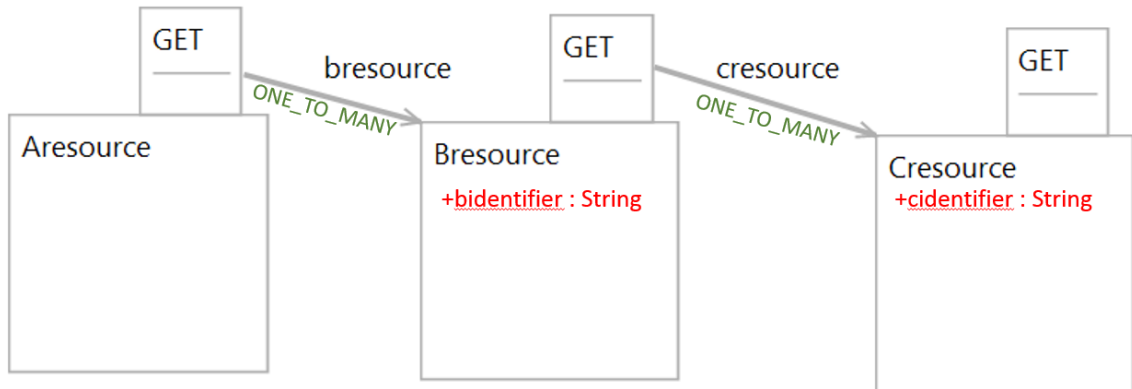 GET
bresource
ONE_TO_MANY
Aresource
GET
cresource
ONE_TO_MANY
Bresource
+bidentifier : String
GET
Cresource
+cidentifier : String